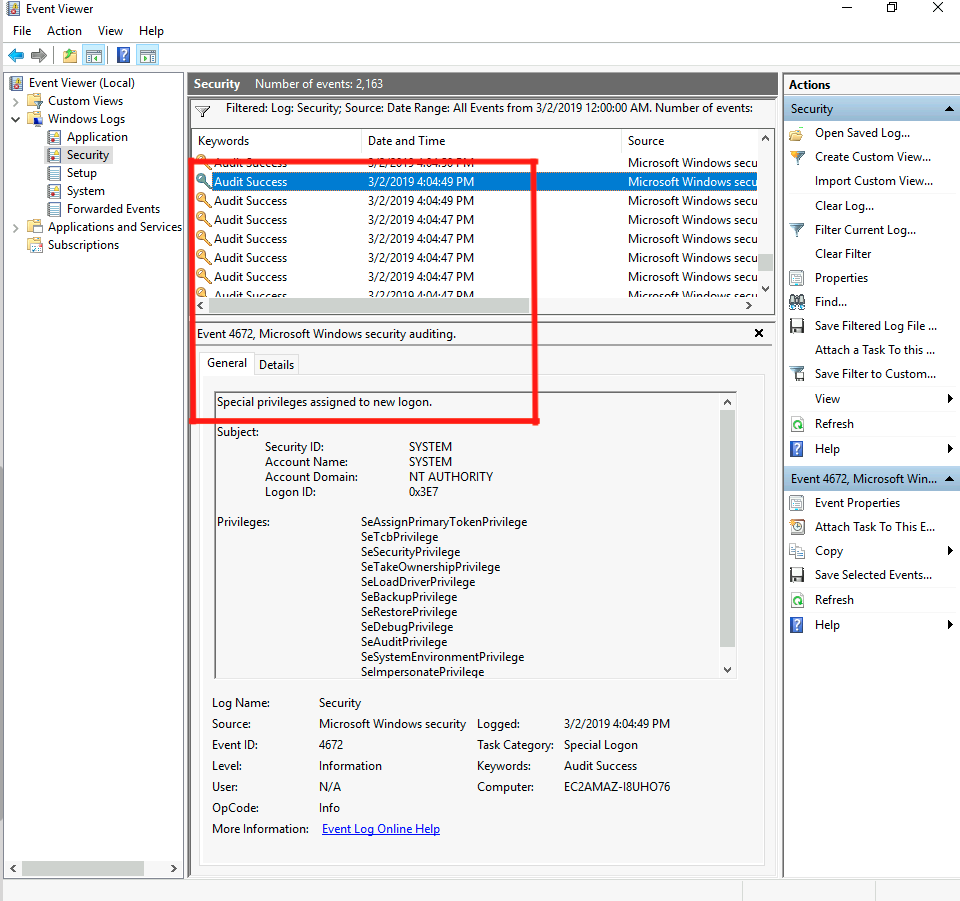 Event Viewer
File Action View Help
Event Viewer (Local)
Custom Views
Windows Logs
Application
Security
Setup
System
Forwarded Events
Applications and Services
Subscriptions
Security Number of events: 2,163
Filtered: Log: Security; Source: Date Range: All Events from 3/2/2019 12:00:00 AM. Number of events:
Keywords Date and Time Source
Audit Success 3/2/2019 4:04:50 PM Microsoft Windows secu
Audit Success 3/2/2019 4:04:49 PM Microsoft Windows secu
Audit Success 3/2/2019 4:04:49 PM Microsoft Windows secu
Audit Success 3/2/2019 4:04:47 PM Microsoft Windows secu
Audit Success 3/2/2019 4:04:47 PM Microsoft Windows secu
Audit Success 3/2/2019 4:04:47 PM Microsoft Windows secu
Audit Success 3/2/2019 4:04:47 PM Microsoft Windows secu
Audit Success 3/2/2019 4:04:47 PM Microsoft Windows secu
Event 4672, Microsoft Windows security auditing.
General Details
Special privileges assigned to new logon.
Subject:
Security ID: SYSTEM
Account Name: SYSTEM
Account Domain: NT AUTHORITY
Logon ID: 0x3E7
Privileges: SeAssignPrimaryTokenPrivilege
SeTcbPrivilege
SeSecurityPrivilege
SeTakeOwnershipPrivilege
SeLoadDriverPrivilege
SeBackupPrivilege
SeRestorePrivilege
SeDebugPrivilege
SeAuditPrivilege
SeSystemEnvironmentPrivilege
SeImpersonatePrivilege
Log Name: Security
Source: Microsoft Windows security Logged: 3/2/2019 4:04:49 PM
Event ID: 4672 Task Category: Special Logon
Level: Information Keywords: Audit Success
User: N/A Computer: EC2AMAZ-I8UHO76
OpCode: Info
More Information: Event Log Online Help
Actions
Security
Open Saved Log...
Create Custom View...
Import Custom View...
Clear Log...
Filter Current Log...
Clear Filter
Properties
Find...
Save Filtered Log File ...
Attach a Task To this ...
Save Filter to Custom...
View
Refresh
Help
Event 4672, Microsoft Win...
Event Properties
Attach Task To This E...
Copy
Save Selected Events...
Refresh
Help